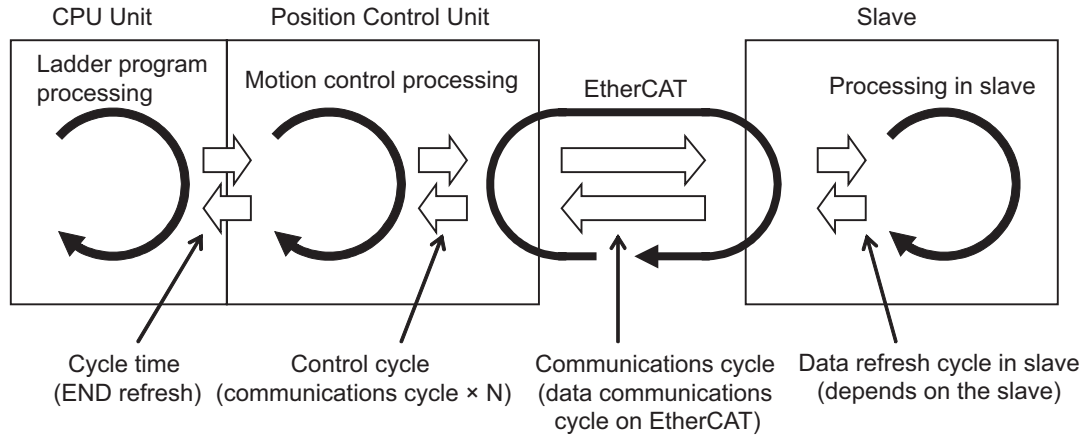 CPU Unit
Position Control Unit
Slave
Ladder program
processing
Motion control processing
EtherCAT
Processing in slave
Cycle time
(END refresh)
Control cycle
(communications cycle × N)
Communications cycle
(data communications
cycle on EtherCAT)
Data refresh cycle in slave
(depends on the slave)